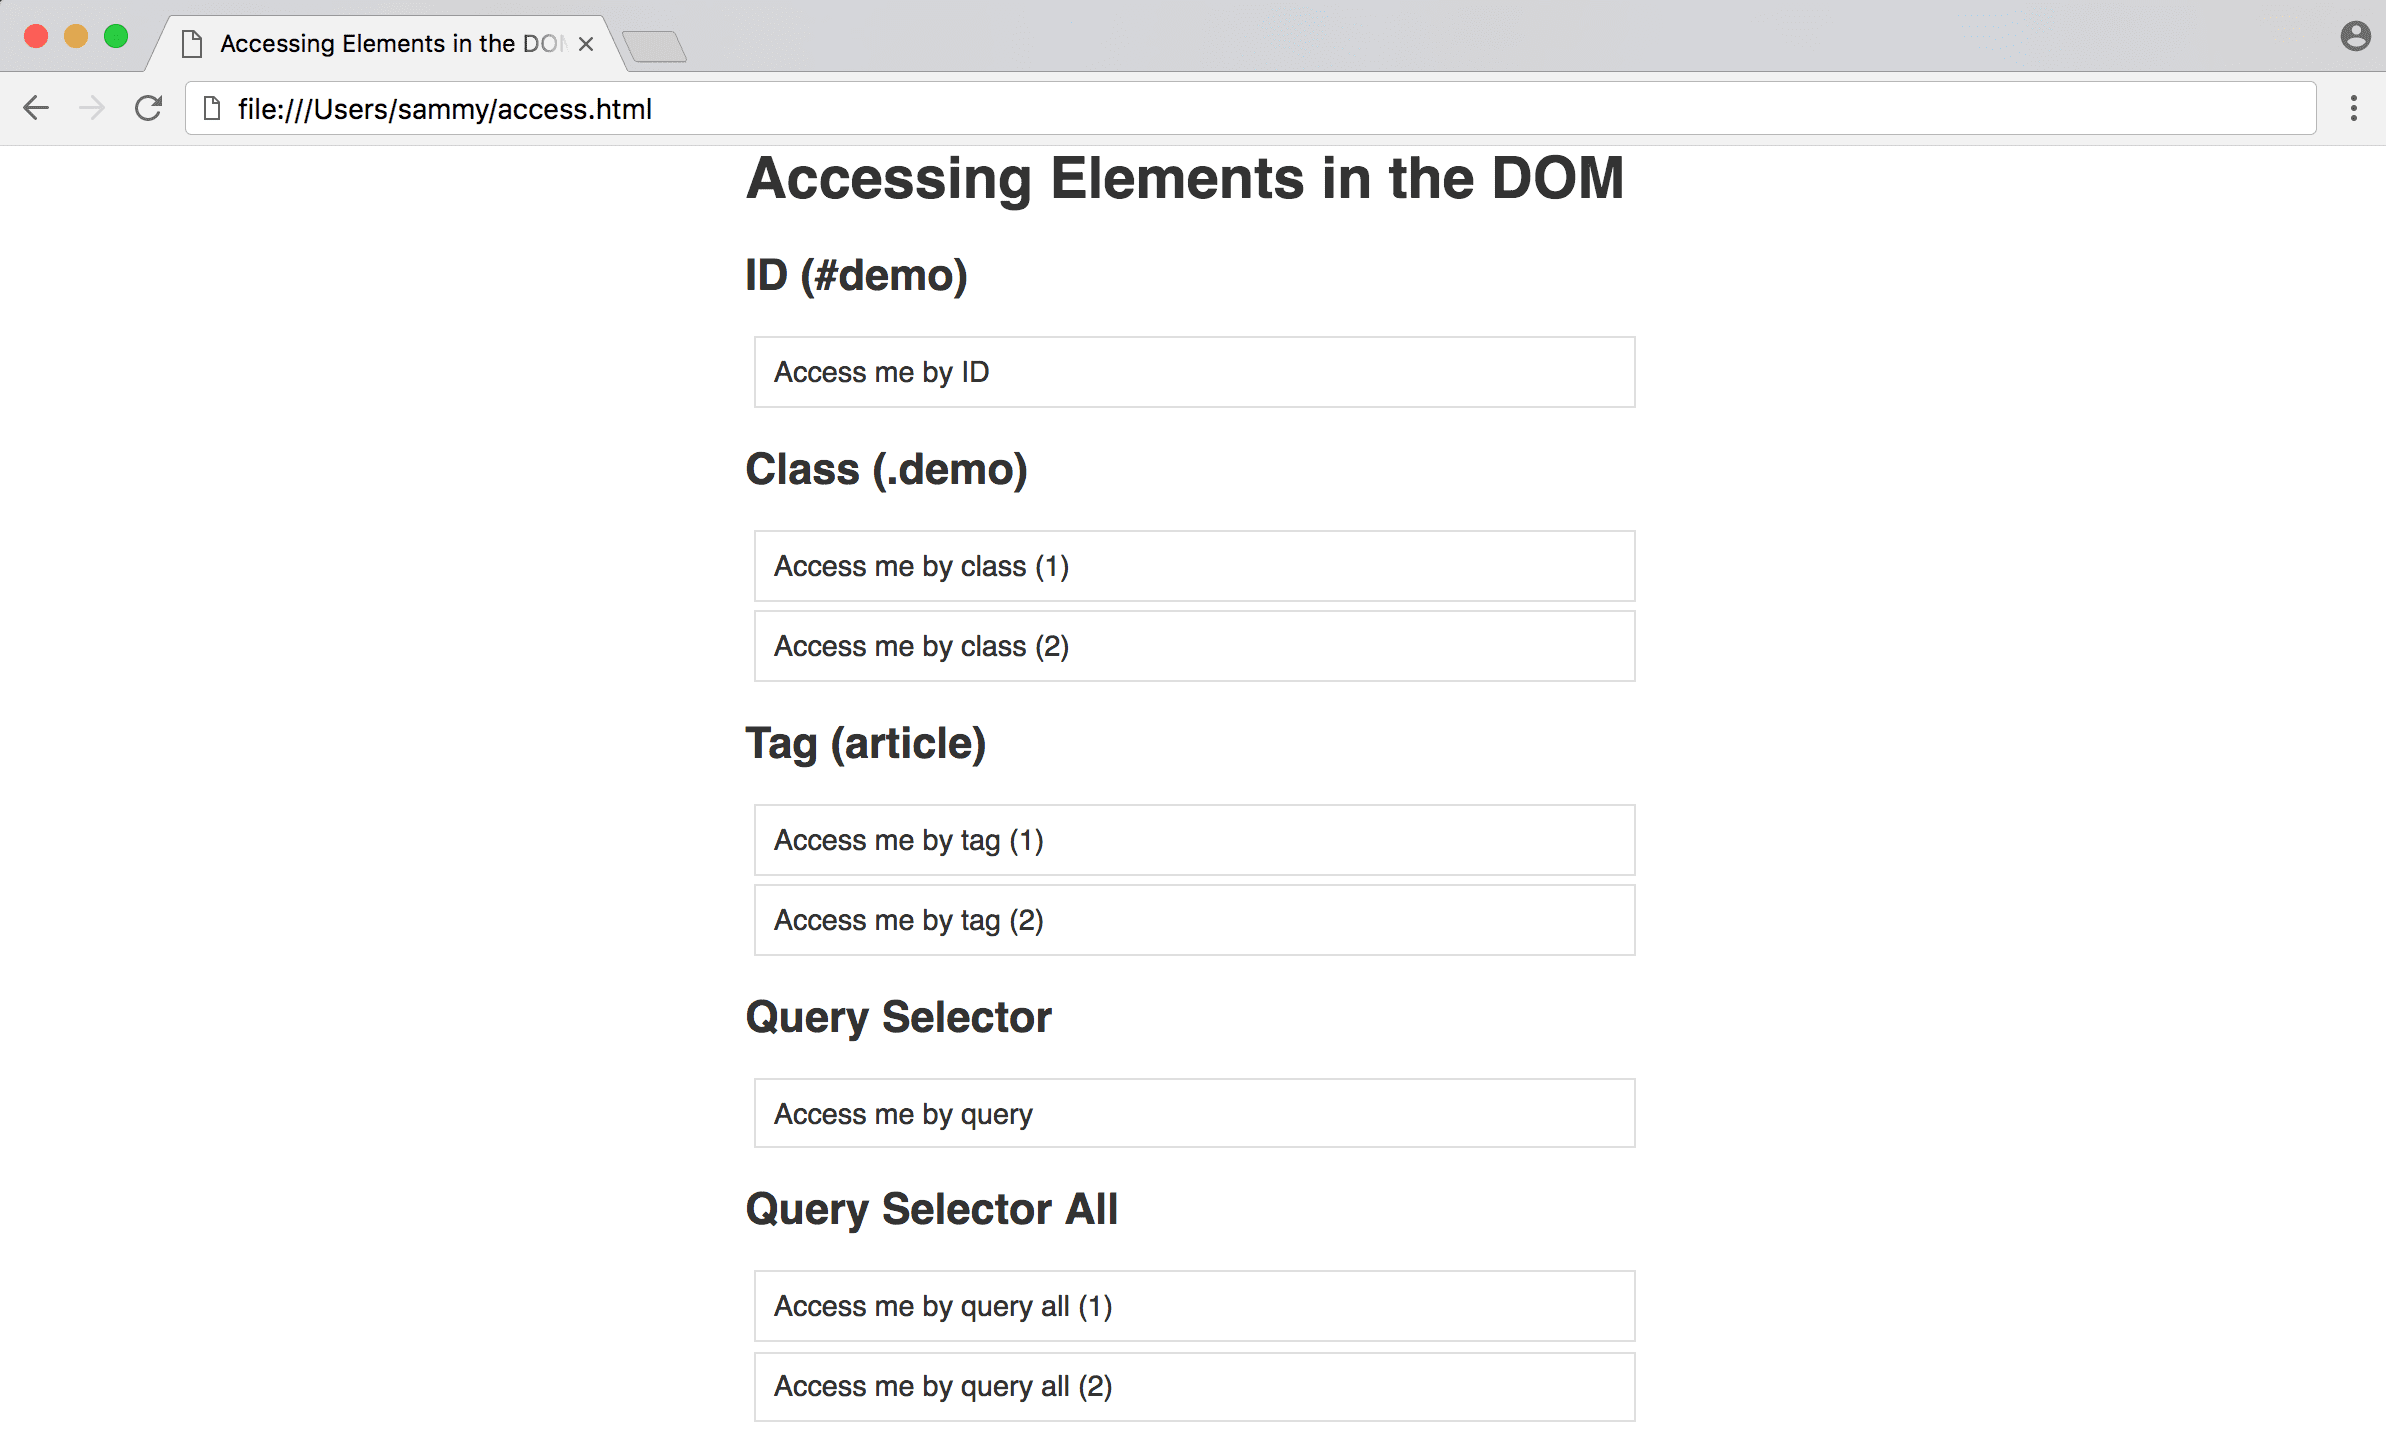 Accessing Elements in the DOM
file:///Users/sammy/access.html
Accessing Elements in the DOM
ID (#demo)
Access me by ID
Class (.demo)
Access me by class (1)
Access me by class (2)
Tag (article)
Access me by tag (1)
Access me by tag (2)
Query Selector
Access me by query
Query Selector All
Access me by query all (1)
Access me by query all (2)